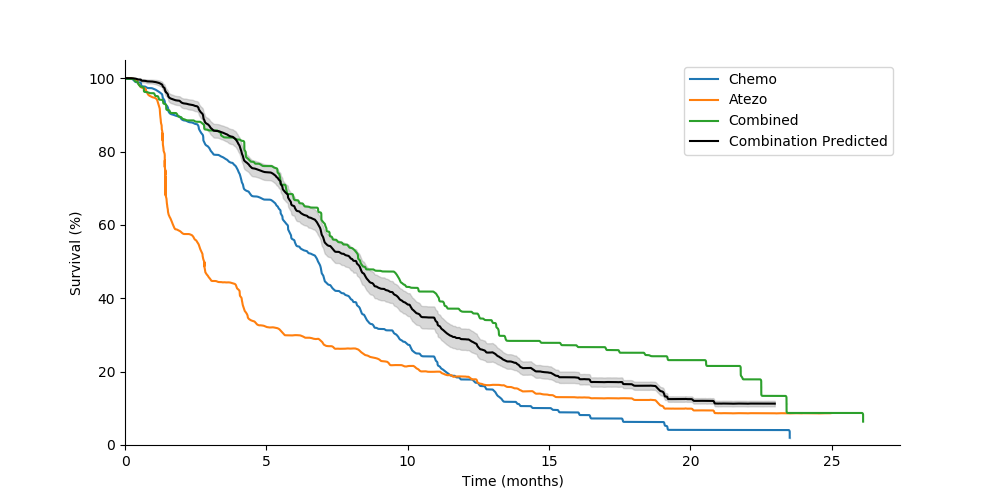 Chemo
Atezo
Combined
Combination Predicted
Survival (%)
100
80
60
40
20
0
0 5 10 15 20 25
Time (months)